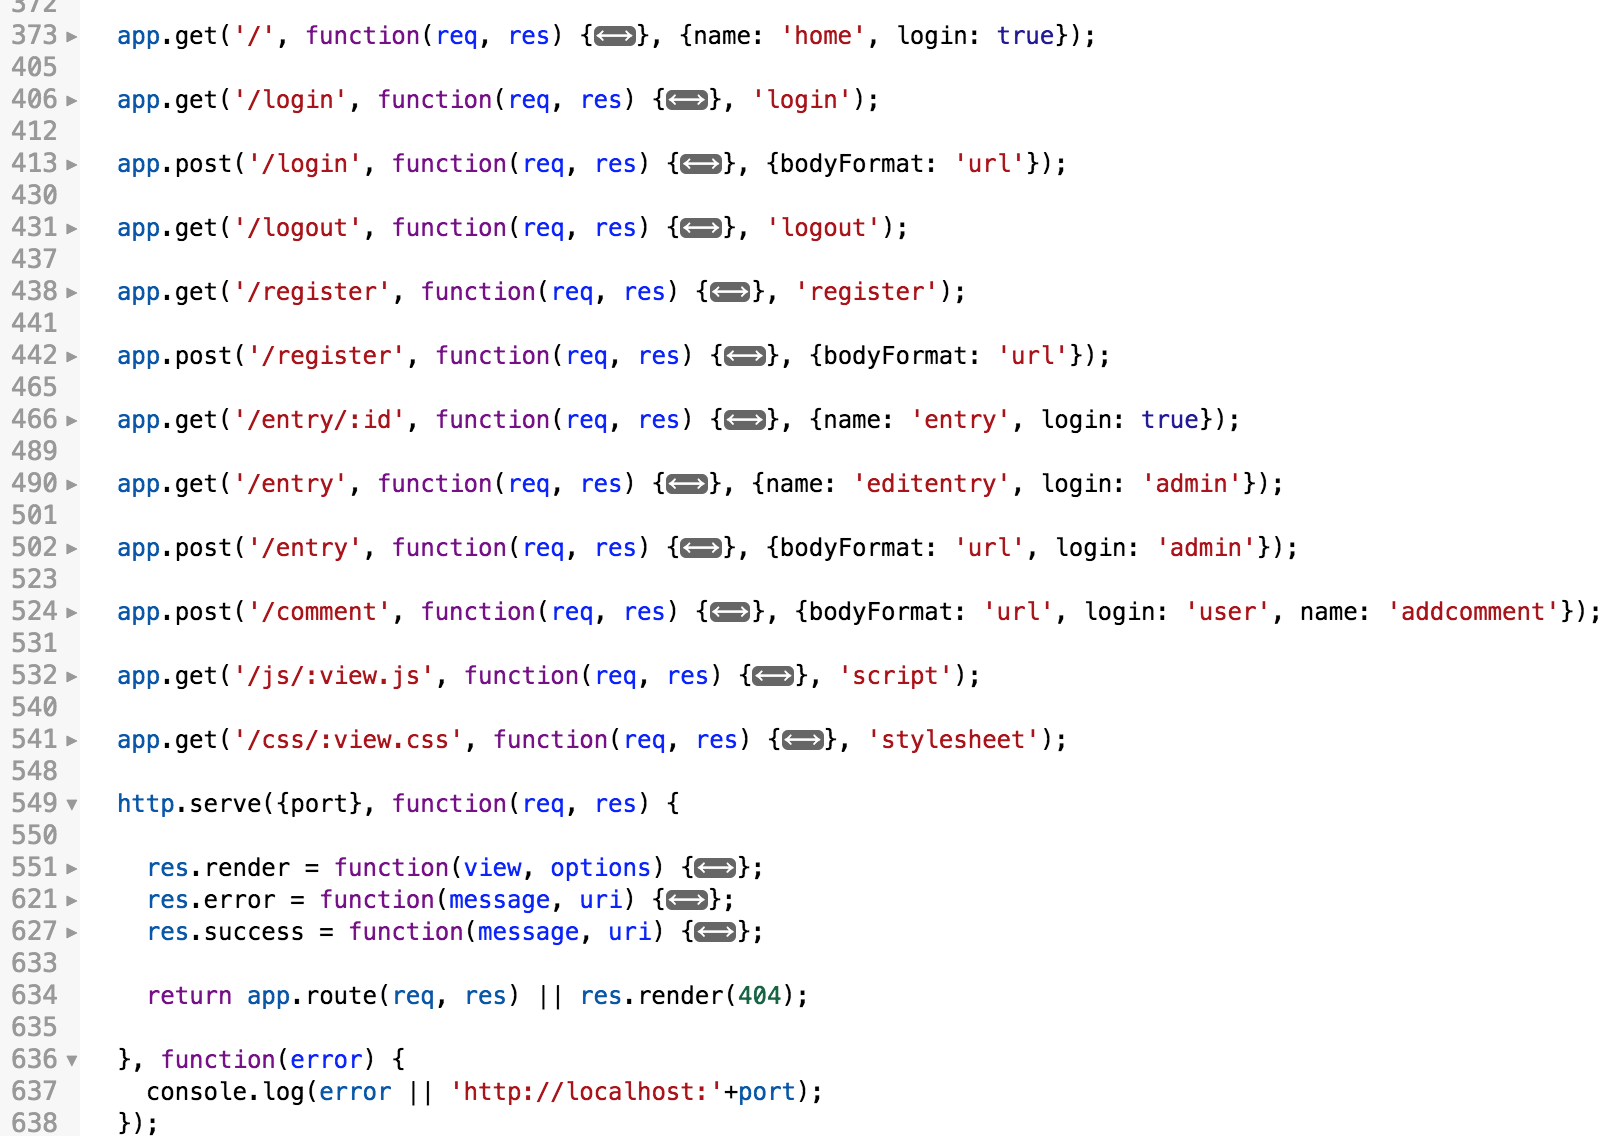 372
373 app.get('/', function(req, res) {↔}, {name: 'home', login: true});
405
406 app.get('/login', function(req, res) {↔}, 'login');
412
413 app.post('/login', function(req, res) {↔}, {bodyFormat: 'url'});
430
431 app.get('/logout', function(req, res) {↔}, 'logout');
437
438 app.get('/register', function(req, res) {↔}, 'register');
441
442 app.post('/register', function(req, res) {↔}, {bodyFormat: 'url'});
465
466 app.get('/entry/:id', function(req, res) {↔}, {name: 'entry', login: true});
489
490 app.get('/entry', function(req, res) {↔}, {name: 'editentry', login: 'admin'});
501
502 app.post('/entry', function(req, res) {↔}, {bodyFormat: 'url', login: 'admin'});
523
524 app.post('/comment', function(req, res) {↔}, {bodyFormat: 'url', login: 'user', name: 'addcomment'});
531
532 app.get('/js/:view.js', function(req, res) {↔}, 'script');
540
541 app.get('/css/:view.css', function(req, res) {↔}, 'stylesheet');
548
549 http.serve({port}, function(req, res) {
550
551 res.render = function(view, options) {↔};
621 res.error = function(message, uri) {↔};
627 res.success = function(message, uri) {↔};
633
634 return app.route(req, res) || res.render(404);
635
636 }, function(error) {
637 console.log(error || 'http://localhost:'+port);
638 });